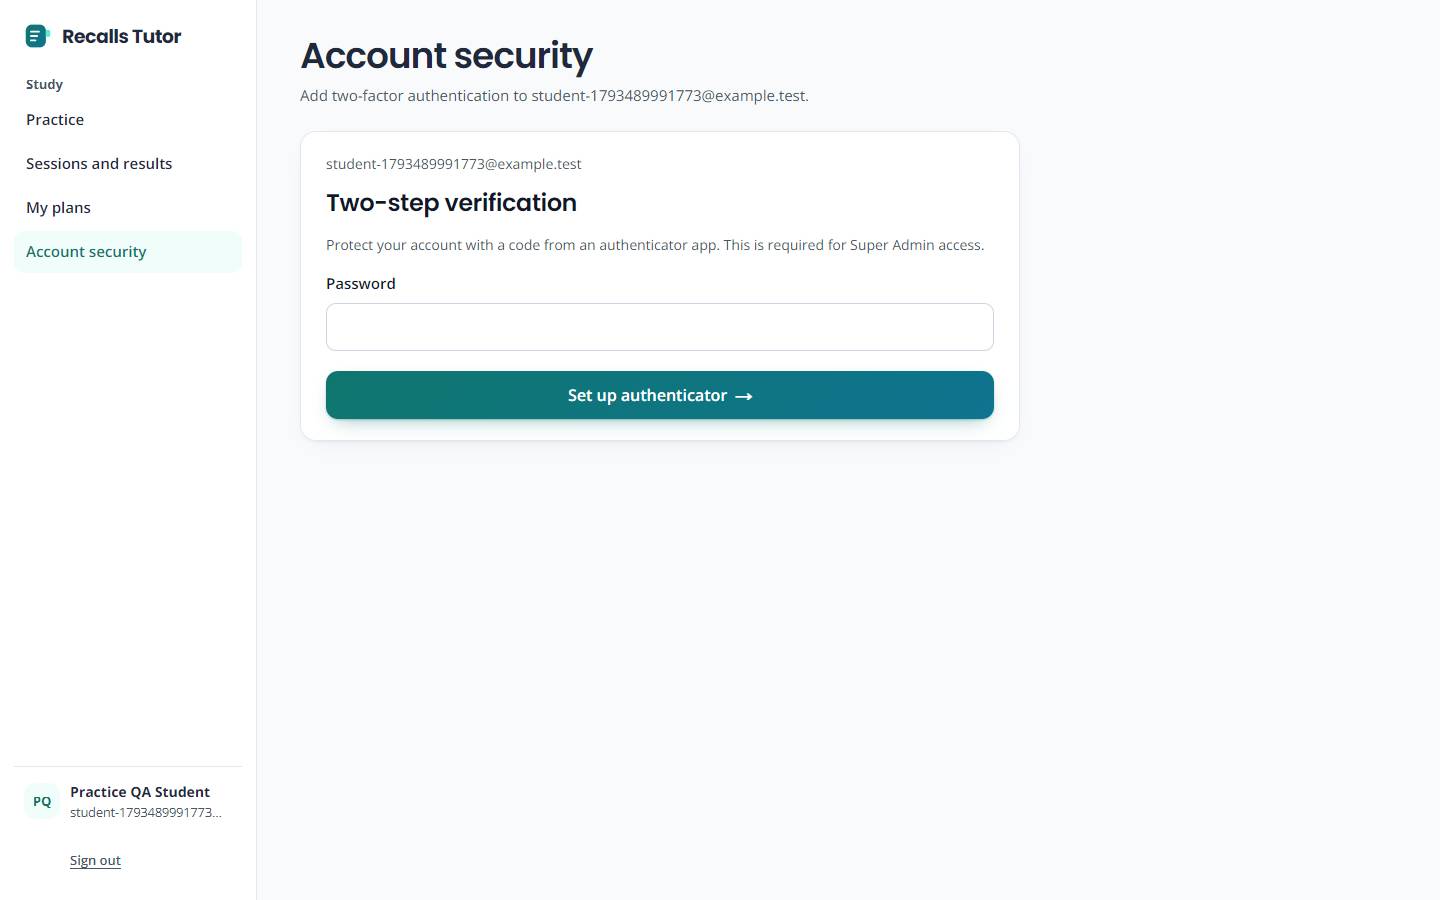 Recalls Tutor
Study
Practice
Sessions and results
My plans
Account security
Practice QA Student
PQ
student-1793489991773...
Sign out
Account security
Add two-factor authentication to student-1793489991773@example.test.
student-1793489991773@example.test
Two-step verification
Protect your account with a code from an authenticator app. This is required for Super Admin access.
Password
Set up authenticator →